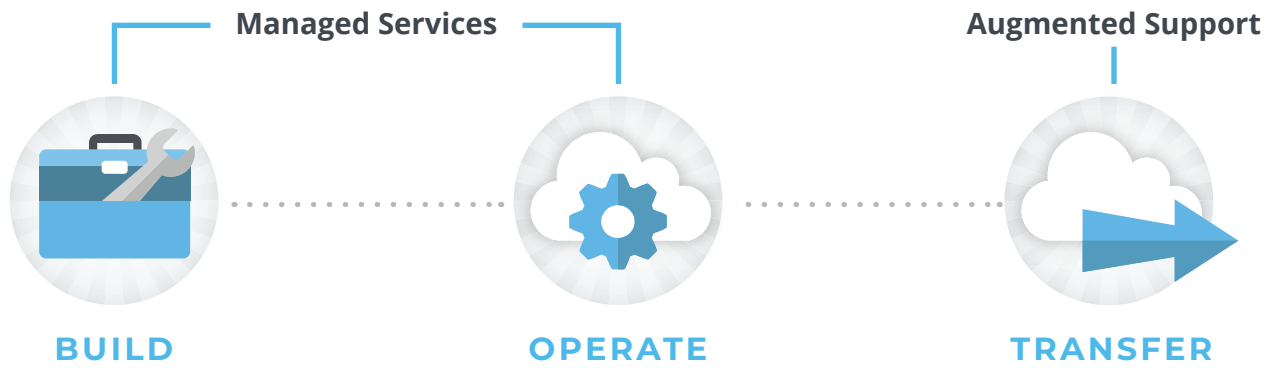 Managed Services
Augmented Support
BUILD
OPERATE
TRANSFER